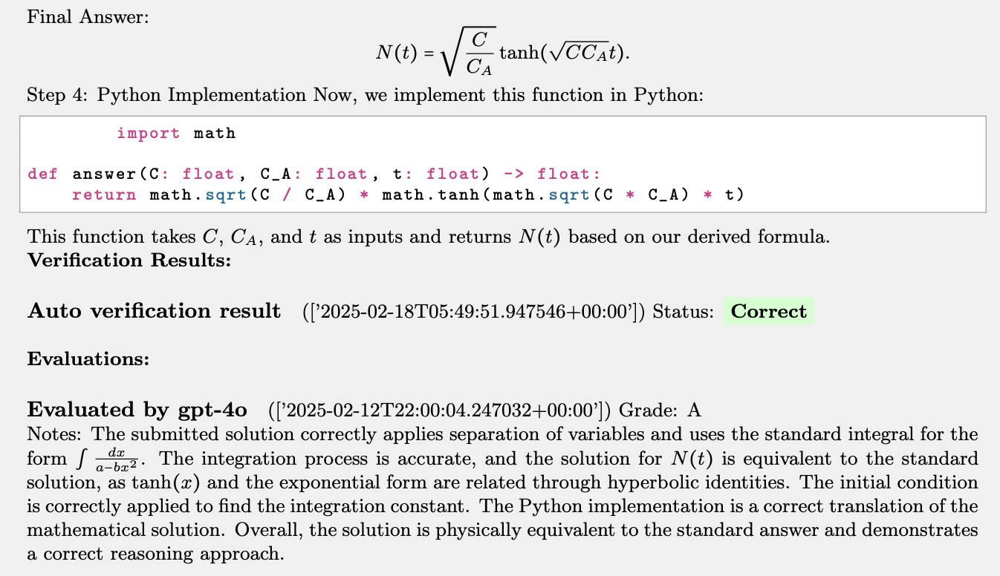 Final Answer:
N(t) = √(C/C_A) tanh(√(CC_A)t).
Step 4: Python Implementation Now, we implement this function in Python:
import math
def answer(C: float, C_A: float, t: float) -> float:
    return math.sqrt(C / C_A) * math.tanh(math.sqrt(C * C_A) * t)
This function takes C, C_A, and t as inputs and returns N(t) based on our derived formula.
Verification Results:
Auto verification result (['2025-02-18T05:49:51.947546+00:00']) Status: Correct
Evaluations:
Evaluated by gpt-4o (['2025-02-12T22:00:04.247032+00:00']) Grade: A
Notes: The submitted solution correctly applies separation of variables and uses the standard integral for the
form ∫ dx/(a−bx²). The integration process is accurate, and the solution for N(t) is equivalent to the standard
solution, as tanh(x) and the exponential form are related through hyperbolic identities. The initial condition
is correctly applied to find the integration constant. The Python implementation is a correct translation of the
mathematical solution. Overall, the solution is physically equivalent to the standard answer and demonstrates
a correct reasoning approach.